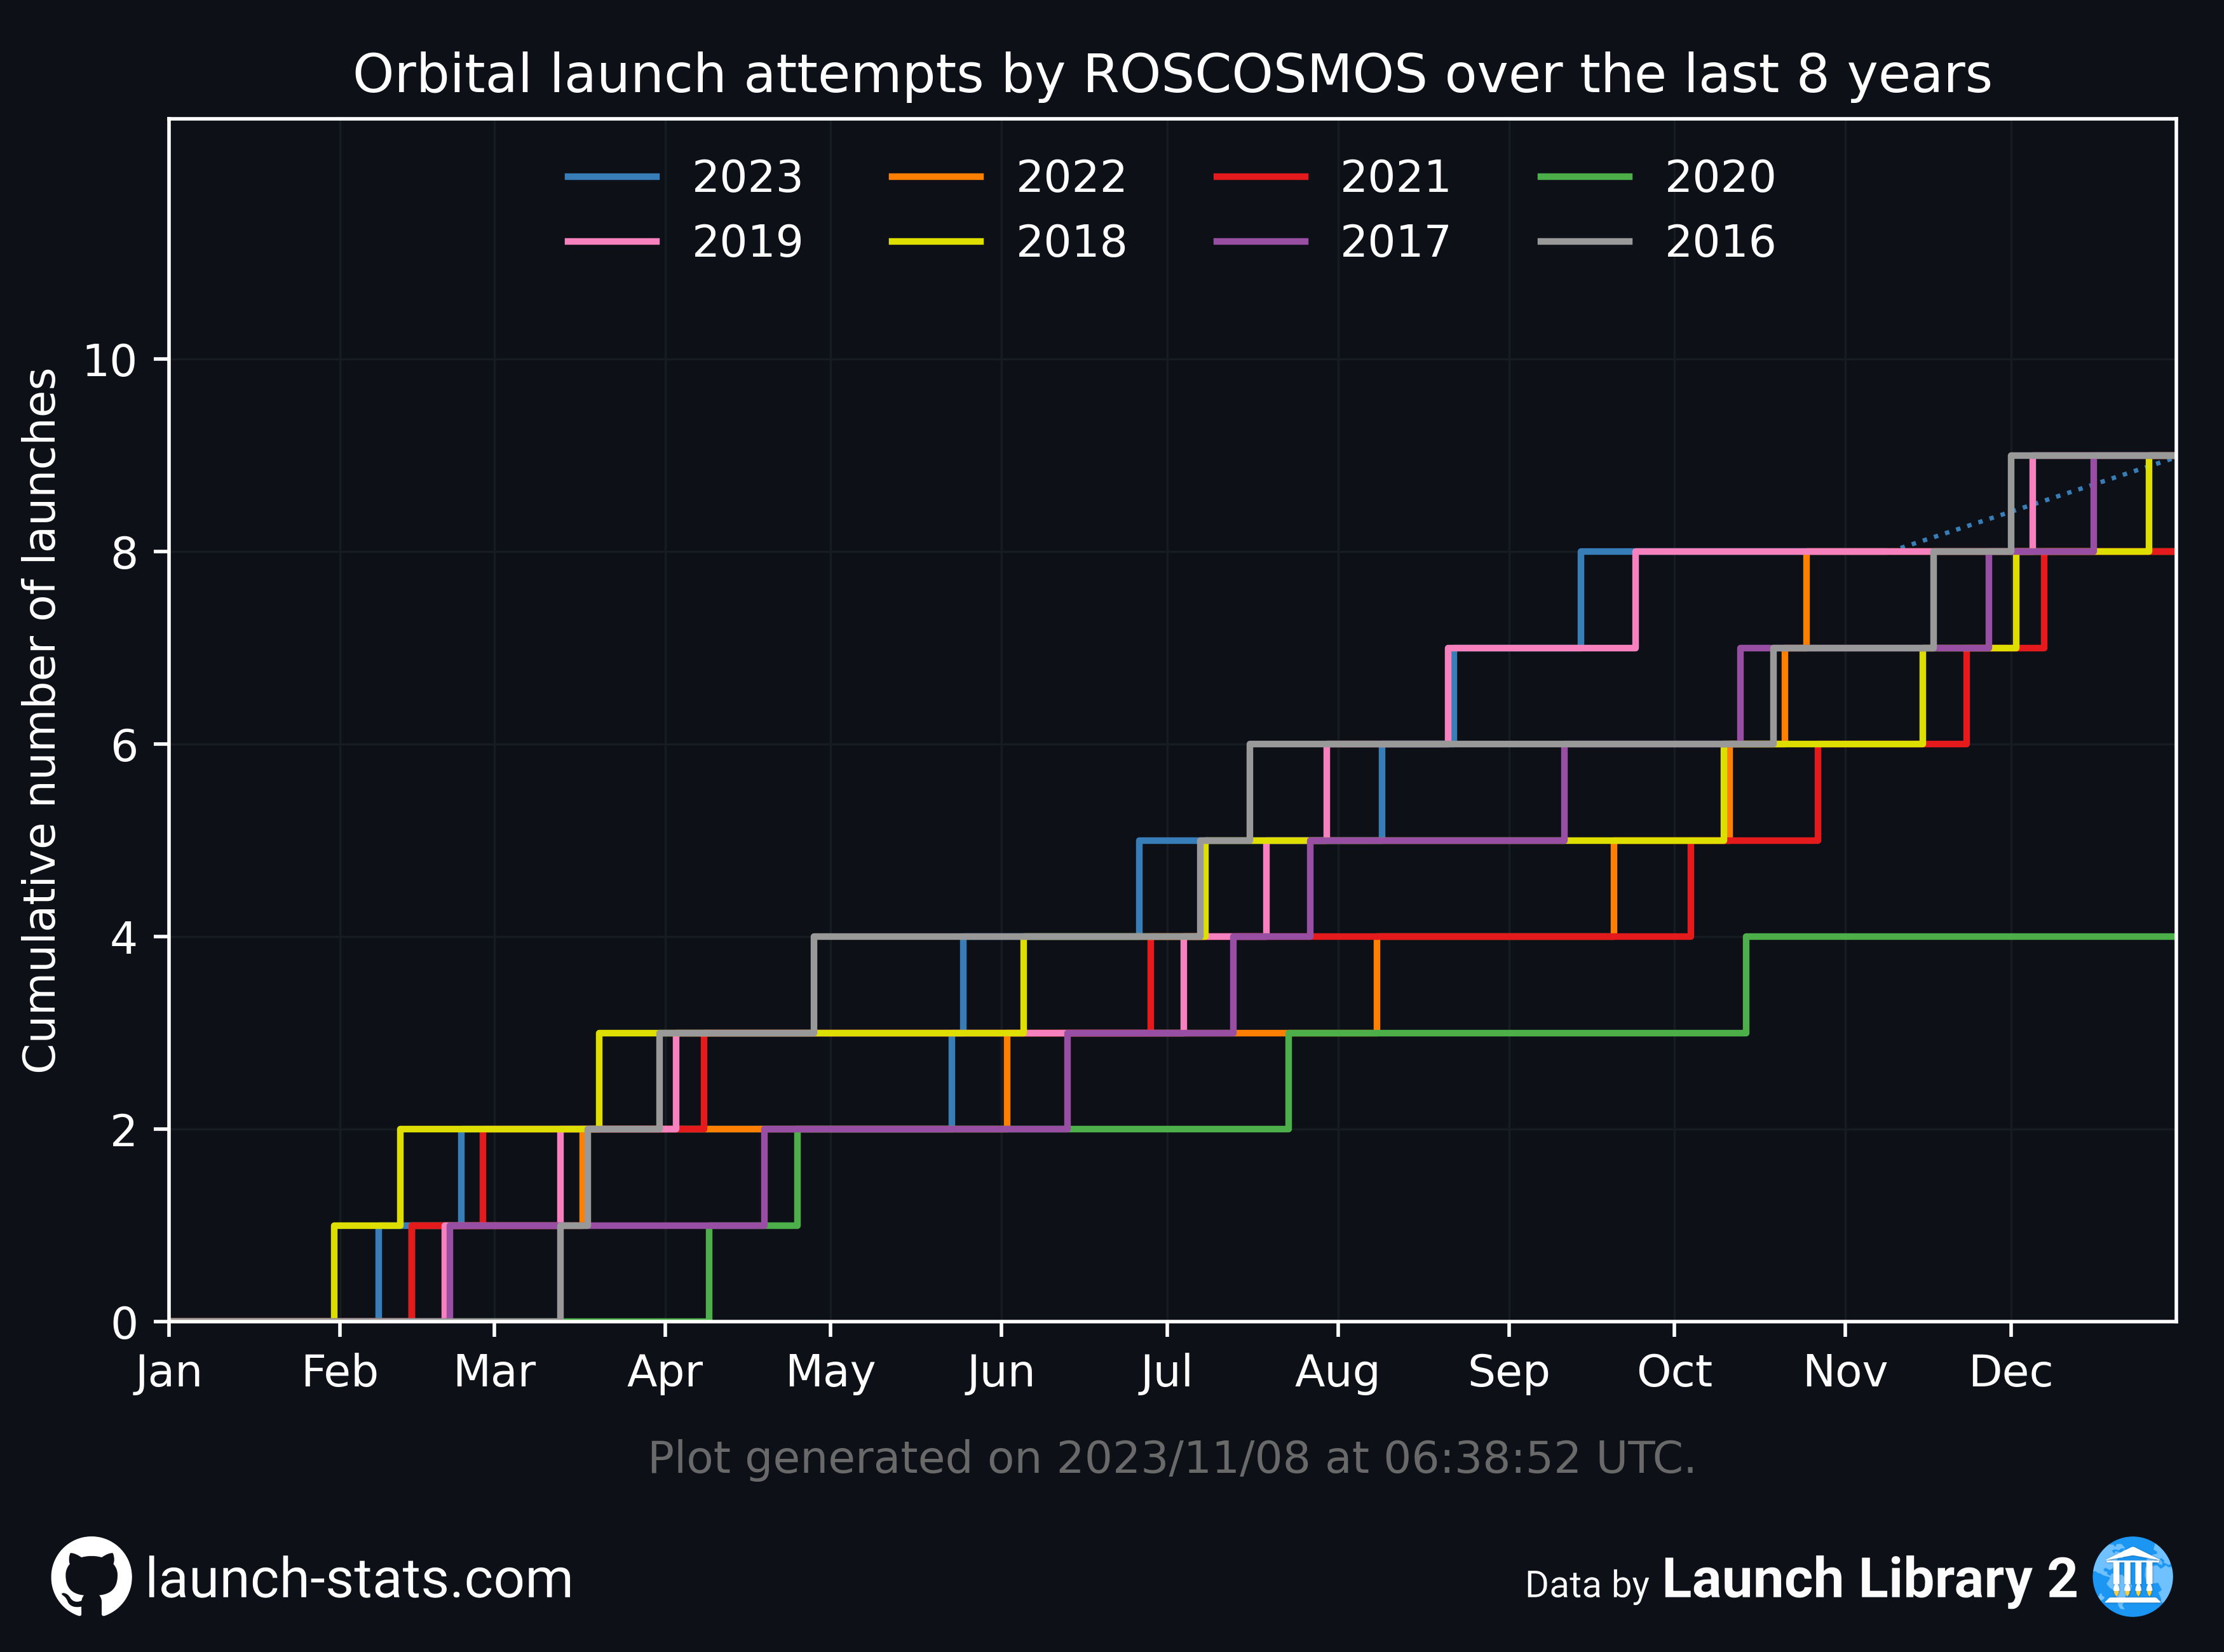 Orbital launch attempts by ROSCOSMOS over the last 8 years
2023 2022 2021 2020
2019 2018 2017 2016
Cumulative number of launches
10
8
6
4
2
0
Jan Feb Mar Apr May Jun Jul Aug Sep Oct Nov Dec
Plot generated on 2023/11/08 at 06:38:52 UTC.
launch-stats.com
Data by Launch Library 2